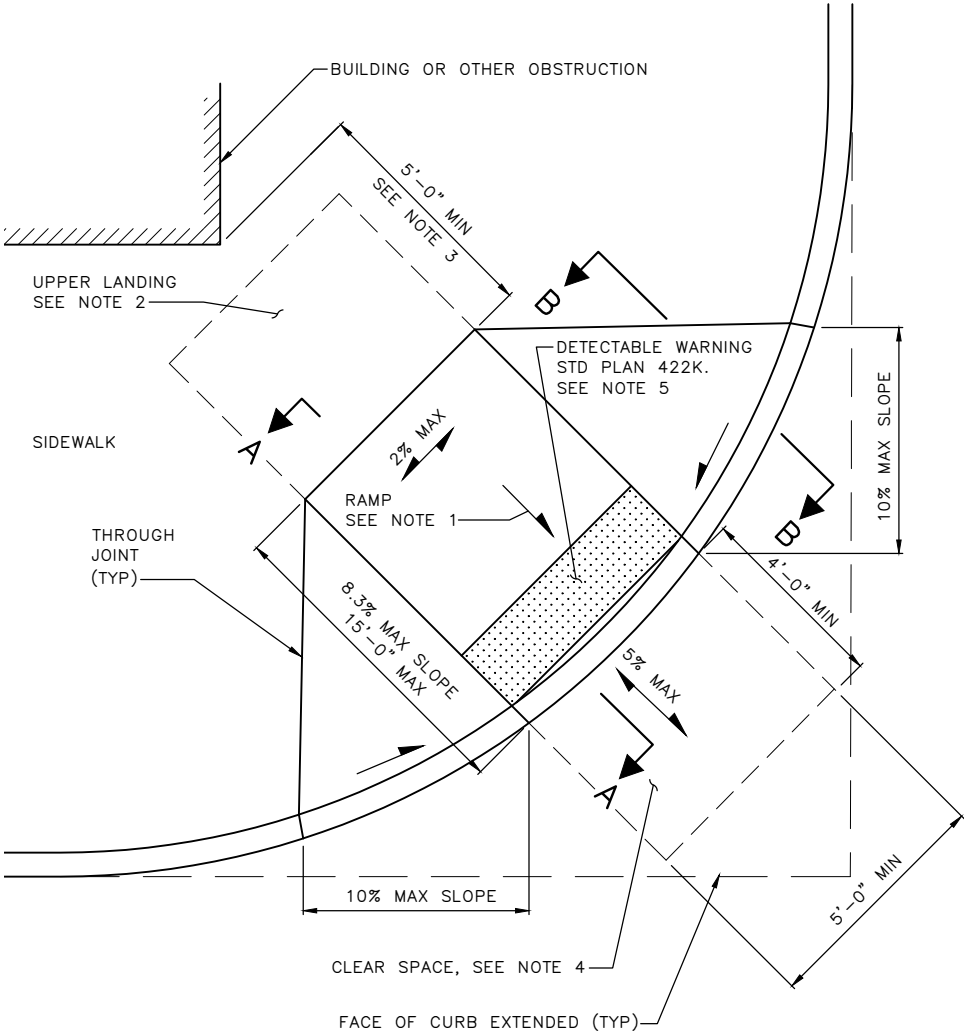 BUILDING OR OTHER OBSTRUCTION
5'-0" MIN
SEE NOTE 3
UPPER LANDING
SEE NOTE 2
B
DETECTABLE WARNING
STD PLAN 422K.
SEE NOTE 5
10% MAX SLOPE
A
2% MAX
SIDEWALK
RAMP
SEE NOTE 1
THROUGH
JOINT
(TYP)
B
8.3% MAX SLOPE
15'-0" MAX
4'-0" MIN
5% MAX
A
5'-0" MIN
10% MAX SLOPE
CLEAR SPACE, SEE NOTE 4
FACE OF CURB EXTENDED (TYP)